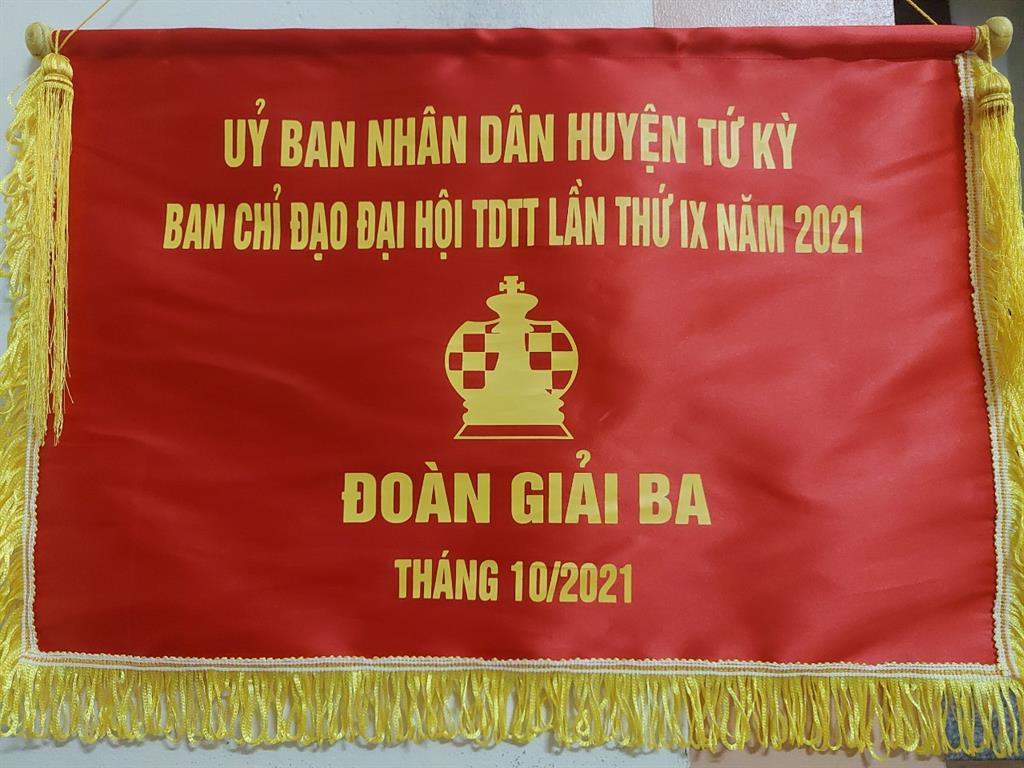 UỶ BAN NHÂN DÂN HUYỆN TỨ KỲ
BAN CHỈ ĐẠO ĐẠI HỘI TDTT LẦN THỨ IX NĂM 2021
ĐOÀN GIẢI BA
THÁNG 10/2021